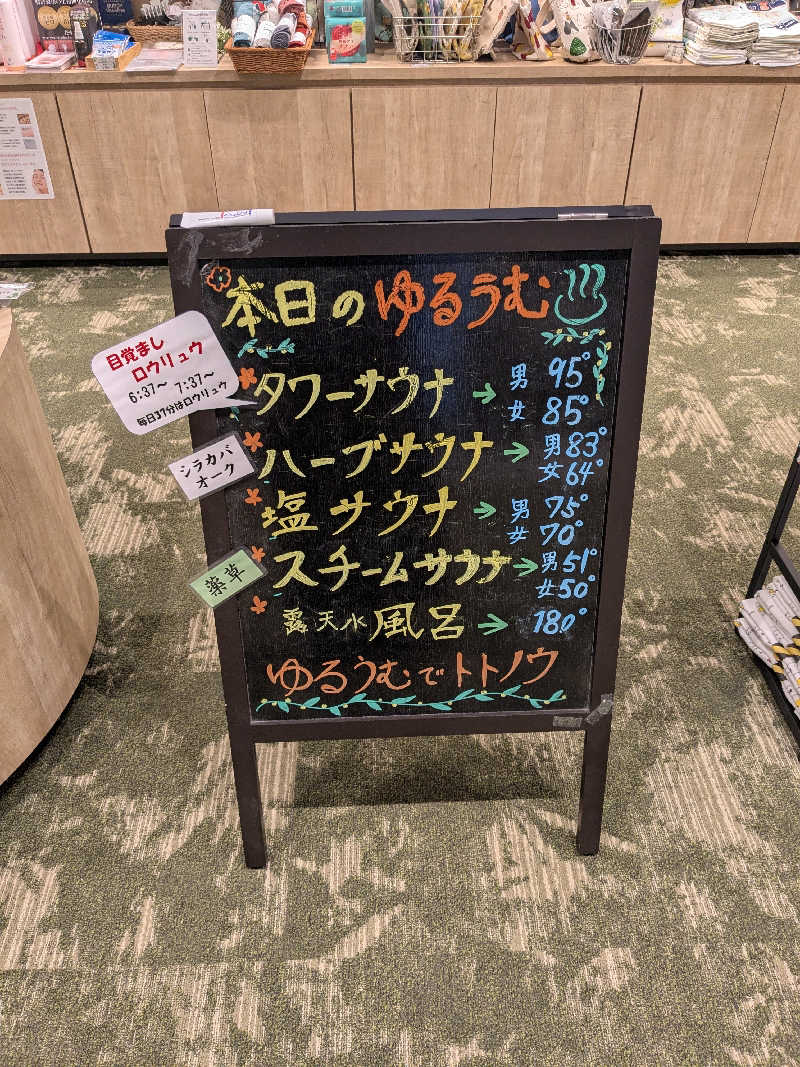 本日のゆるうむ
目覚まし
ロウリュウ
6:37〜 7:37〜
毎日37分はロウリュウ
タワーサウナ → 男 95°
女 85°
シラカバ
オーク
ハーブサウナ → 男 83°
女 64°
塩サウナ → 男 75°
女 70°
薬草
スチームサウナ → 男 51°
女 50°
露天水風呂 → 18.0°
ゆるうむでトトノウ